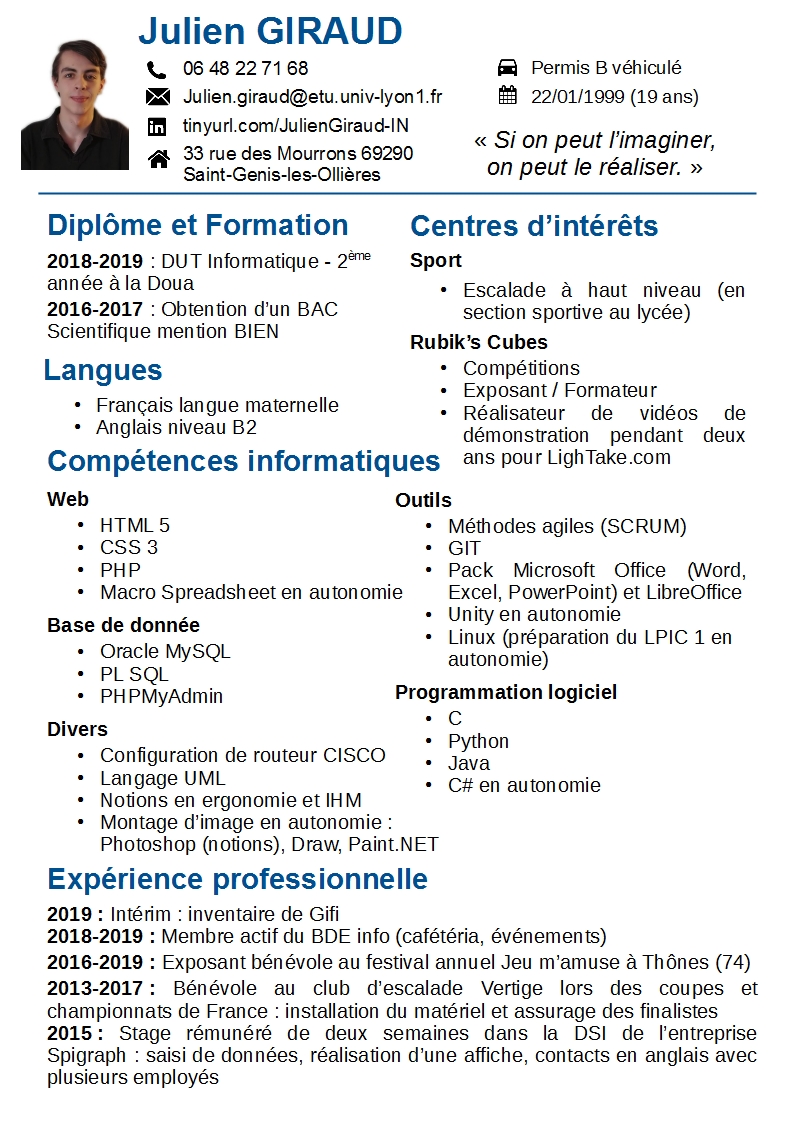 Julien GIRAUD
06 48 22 71 68
Julien.giraud@etu.univ-lyon1.fr
tinyurl.com/JulienGiraud-IN
33 rue des Mourrons 69290
Saint-Genis-les-Ollières
Permis B véhiculé
22/01/1999 (19 ans)
« Si on peut l’imaginer,
on peut le réaliser. »
Diplôme et Formation
2018-2019 : DUT Informatique - 2ème
année à la Doua
2016-2017 : Obtention d’un BAC
Scientifique mention BIEN
Langues
• Français langue maternelle
• Anglais niveau B2
Centres d’intérêts
Sport
• Escalade à haut niveau (en
section sportive au lycée)
Rubik’s Cubes
• Compétitions
• Exposant / Formateur
• Réalisateur de vidéos de
démonstration pendant deux
ans pour LighTake.com
Compétences informatiques
Web
• HTML 5
• CSS 3
• PHP
• Macro Spreadsheet en autonomie
Base de donnée
• Oracle MySQL
• PL SQL
• PHPMyAdmin
Divers
• Configuration de routeur CISCO
• Langage UML
• Notions en ergonomie et IHM
• Montage d’image en autonomie :
Photoshop (notions), Draw, Paint.NET
Outils
• Méthodes agiles (SCRUM)
• GIT
• Pack Microsoft Office (Word,
Excel, PowerPoint) et LibreOffice
• Unity en autonomie
• Linux (préparation du LPIC 1 en
autonomie)
Programmation logiciel
• C
• Python
• Java
• C# en autonomie
Expérience professionnelle
2019 : Intérim : inventaire de Gifi
2018-2019 : Membre actif du BDE info (cafétéria, événements)
2016-2019 : Exposant bénévole au festival annuel Jeu m’amuse à Thônes (74)
2013-2017 : Bénévole au club d’escalade Vertige lors des coupes et
championnats de France : installation du matériel et assurage des finalistes
2015 : Stage rémunéré de deux semaines dans la DSI de l’entreprise
Spigraph : saisi de données, réalisation d’une affiche, contacts en anglais avec
plusieurs employés